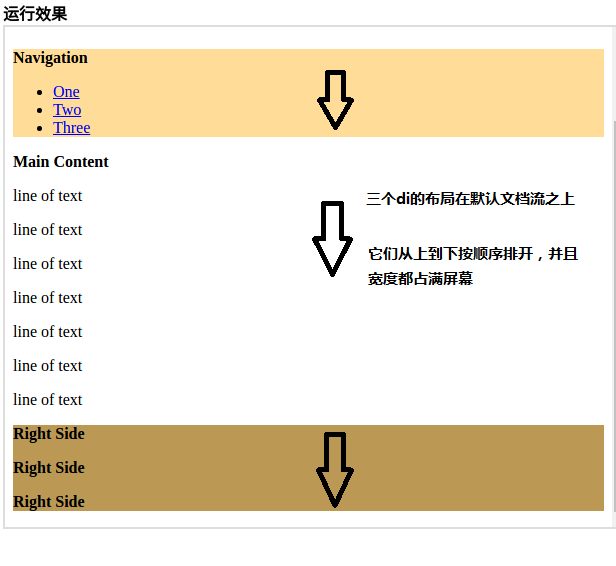 运行效果
Navigation
One
Two
Three
Main Content
line of text
三个di的布局在默认文档流之上
line of text
它们从上到下按顺序排开，并且
line of text
宽度都占满屏幕
line of text
line of text
line of text
line of text
Right Side
Right Side
Right Side